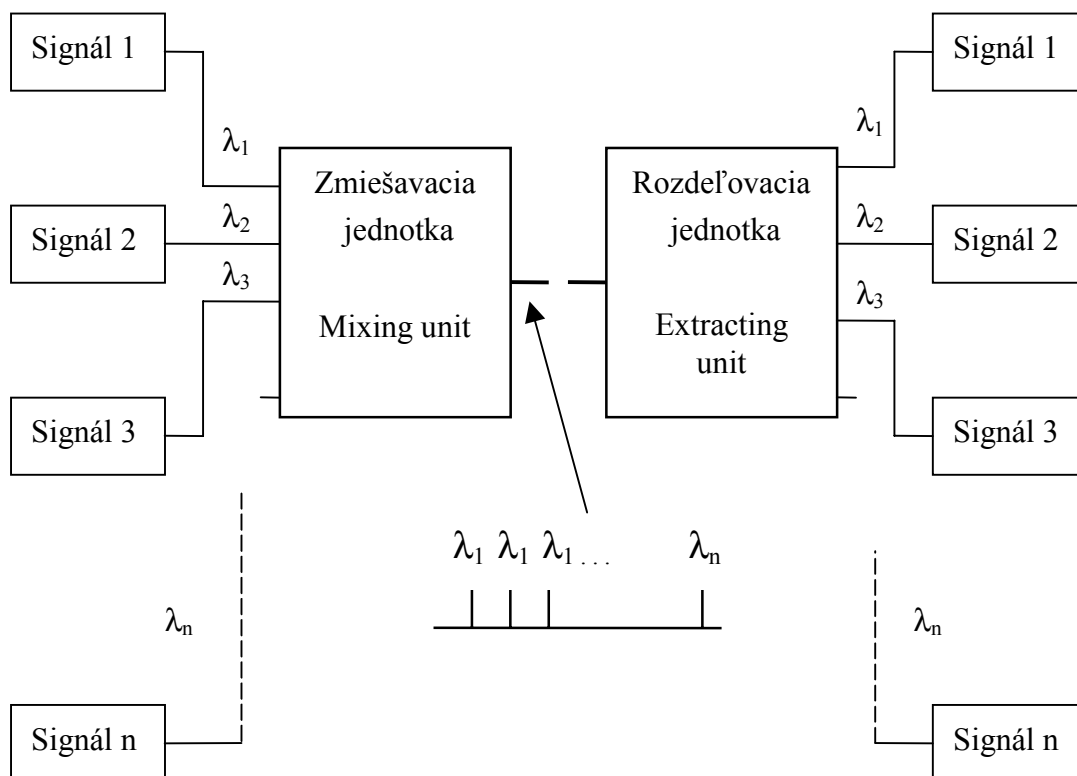 Signál 1
λ₁
Signál 2
λ₂
λ₃
Signál 3
λₙ
Signál n
Zmiešavacia
jednotka
Mixing unit
Rozdeľovacia
jednotka
Extracting
unit
λ₁ λ₁ λ₁ . . . λₙ
Signál 1
λ₁
λ₂
Signál 2
λ₃
Signál 3
λₙ
Signál n